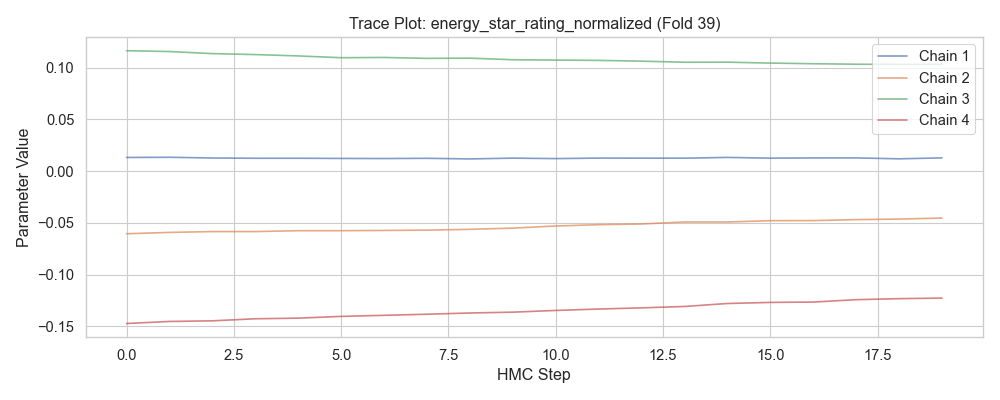 Trace Plot: energy_star_rating_normalized (Fold 39)
Parameter Value
0.10
0.05
0.00
−0.05
−0.10
−0.15
Chain 1
Chain 2
Chain 3
Chain 4
0.0 2.5 5.0 7.5 10.0 12.5 15.0 17.5
HMC Step